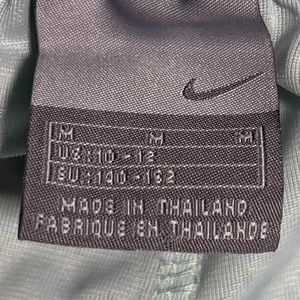 M M M
US: 10-12
EU: 140-152
MADE IN THAILAND
FABRIQUE EN THAILANDE